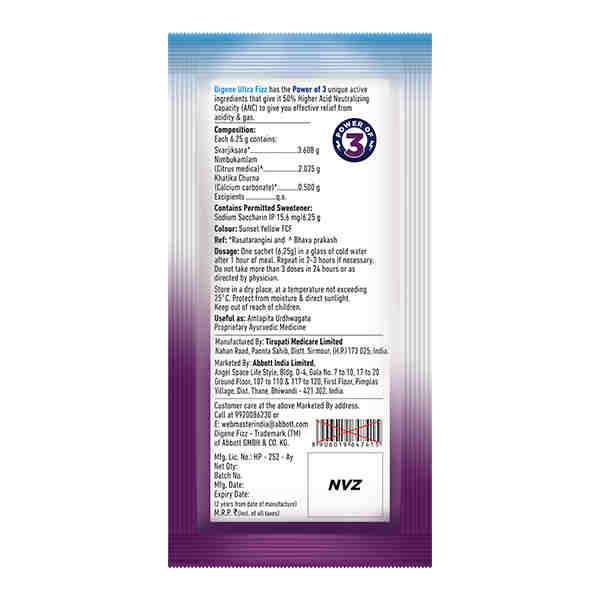 Digene Ultra Fizz has the Power of 3 unique active
ingredients that give it 50% Higher Acid Neutralizing
Capacity (ANC) to give you effective relief from
acidity & gas.
POWER OF
3
Composition:
Each 6.25 g contains:
Svarjiksara*....................3.608 g
Nimbukamlam
(Citrus medica)^..............2.025 g
Khatika Churna
(Calcium carbonate)*........0.500 g
Excipients ............q.s.
Contains Permitted Sweetener:
Sodium Saccharin IP 15.6 mg/6.25 g
Colour: Sunset Yellow FCF
Ref: *Rasatarangini and ^ Bhava prakash
Dosage: One sachet (6.25g) in a glass of cold water
after 1 hour of meal. Repeat in 2-3 hours if necessary.
Do not take more than 3 doses in 24 hours or as
directed by physician.
Store in a dry place, at a temperature not exceeding
25°C. Protect from moisture & direct sunlight.
Keep out of reach of children.
Useful as: Amlapita Urdhwagata
Proprietary Ayurvedic Medicine
Manufactured By: Tirupati Medicare Limited
Nahan Road, Paonta Sahib, Distt. Sirmour, (H.P.) 173 025, India.
Marketed By: Abbott India Limited,
Angel Space Life Style, Bldg. D-4, Gala No. 7 to 10, 17 to 20
Ground Floor, 107 to 110 & 117 to 120, First Floor, Pimplas
Village, Dist. Thane, Bhiwandi - 421 302, India.
Customer care at the above Marketed By address.
Call at 9920086230 or
E: webmasterindia@abbott.com
Digene Fizz - Trademark (TM)
of Abbott GMBH & CO. KG.
8 906019 647415
Mfg. Lic. No.: HP - 252 - Ay
Net Qty:
Batch No.
Mfg. Date:
Expiry Date:
(2 years from date of manufacture)
M.R.P. ₹(Incl. of all taxes)
NVZ